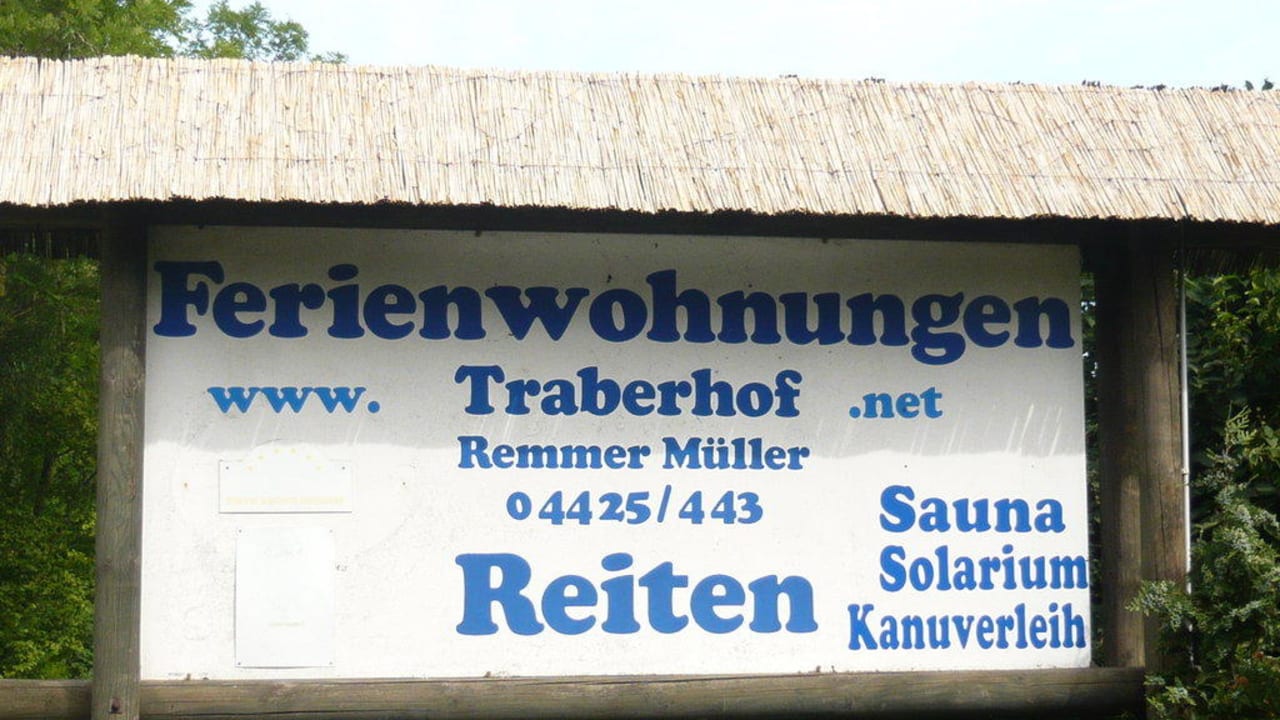 Ferienwohnungen
www. Traberhof .net
Remmer Müller
04425/443
Reiten
Sauna
Solarium
Kanuverleih